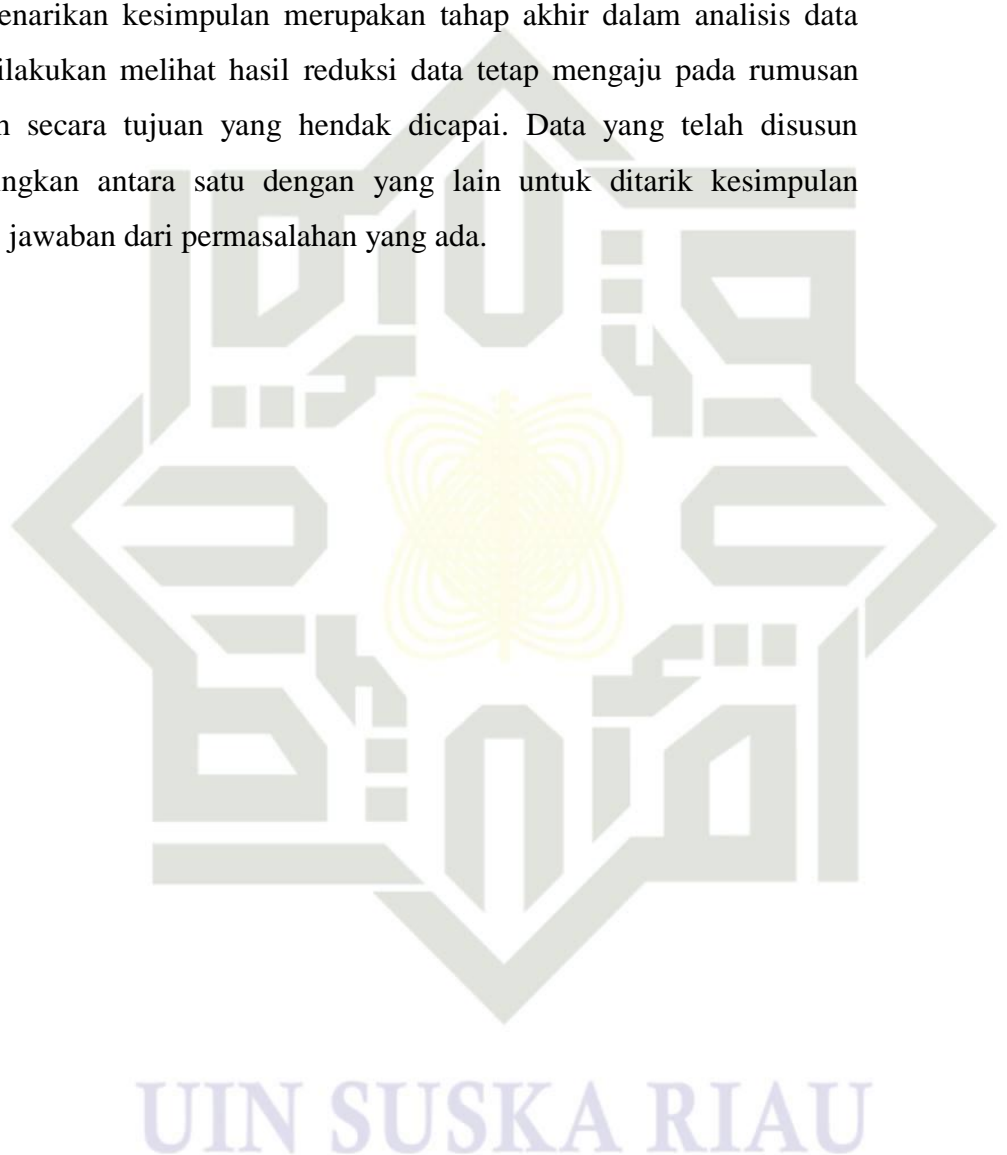 enarikan kesimpulan merupakan tahap akhir dalam analisis data
ilakukan melihat hasil reduksi data tetap mengaju pada rumusan
n secara tujuan yang hendak dicapai. Data yang telah disusun
ingkan antara satu dengan yang lain untuk ditarik kesimpulan
jawaban dari permasalahan yang ada.
UIN SUSKA RIAU